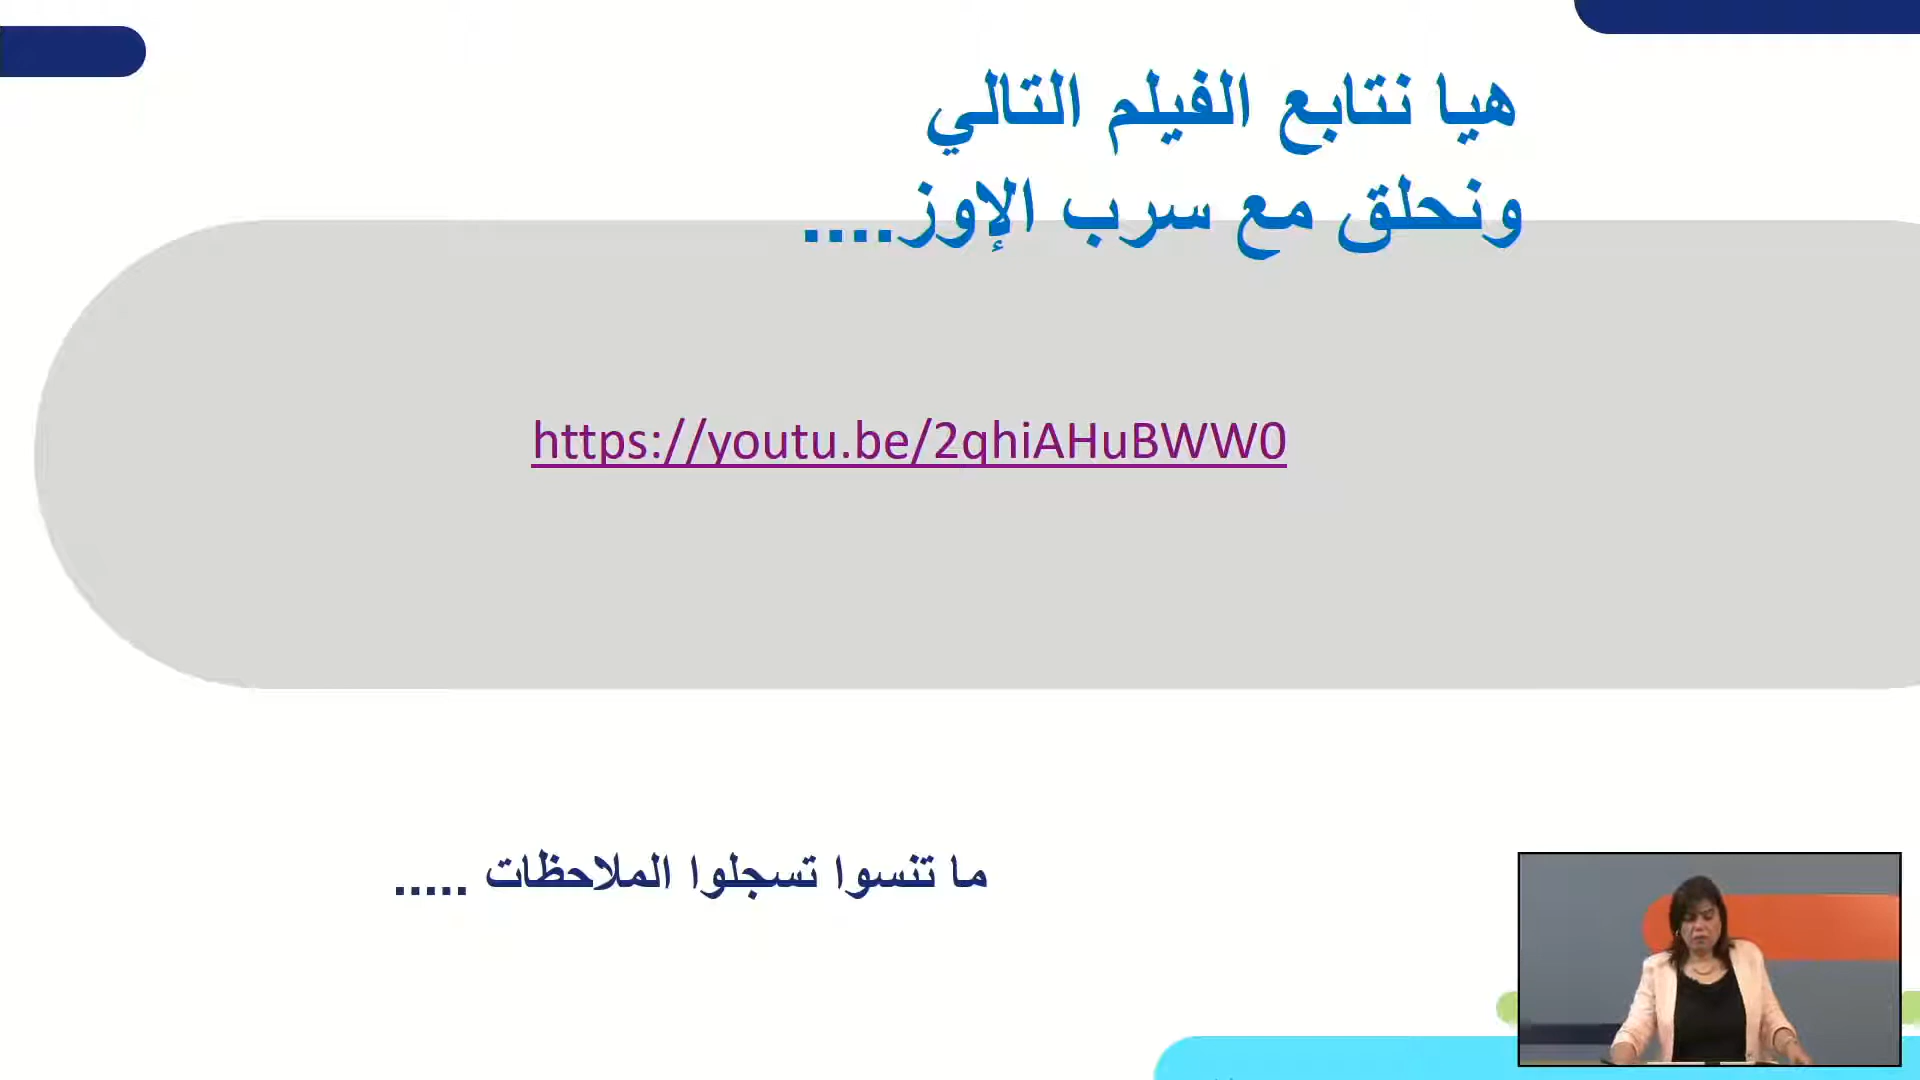 هيا نتابع الفيلم التالي
ونحلق مع سرب الإوز....
https://youtu.be/2qhiAHuBWW0
ما تنسوا تسجلوا الملاحظات .....